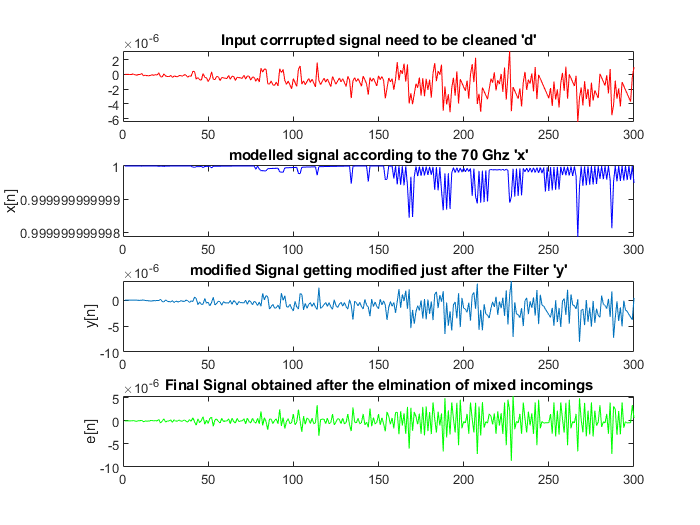 Input corrrupted signal need to be cleaned 'd'
×10-6
2
0
-2
-4
-6
0 50 100 150 200 250 300
modelled signal according to the 70 Ghz 'x'
x[n]
1
0.999999999999
0.999999999998
0 50 100 150 200 250 300
modified Signal getting modified just after the Filter 'y'
×10-6
y[n]
0
-5
-10
0 50 100 150 200 250 300
Final Signal obtained after the elmination of mixed incomings
×10-6
e[n]
5
0
-5
-10
0 50 100 150 200 250 300